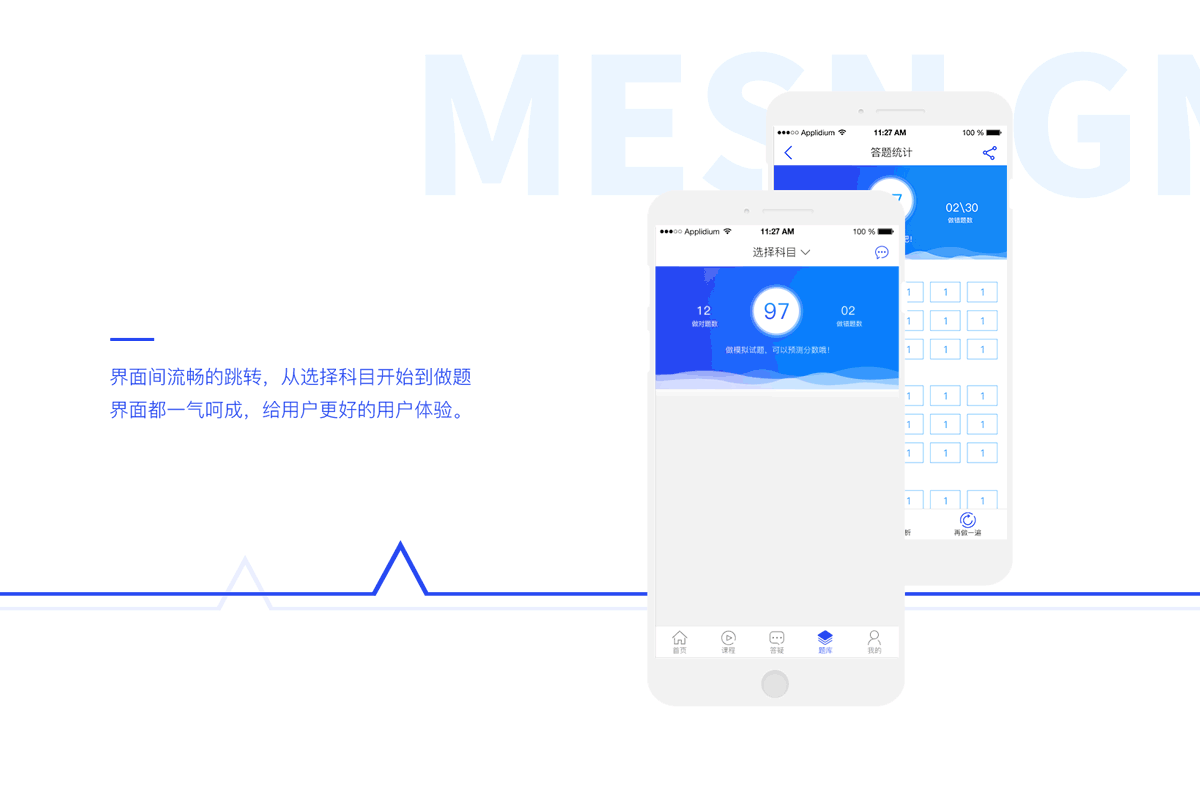 MESN GN
●●●○○ Applidium 11:27 AM 100 %
答题统计
02\30
做错题数
吧!
1 1 1
1 1 1
1 1 1
1 1 1
1 1 1
1 1 1
1 1 1
析 再做一遍
●●●○○ Applidium 11:27 AM 100 %
选择科目
12 97 02
做对题数 做错题数
做模拟试题，可以预测分数哦！
首页 课程 答疑 题库 我的
界面间流畅的跳转，从选择科目开始到做题
界面都一气呵成，给用户更好的用户体验。